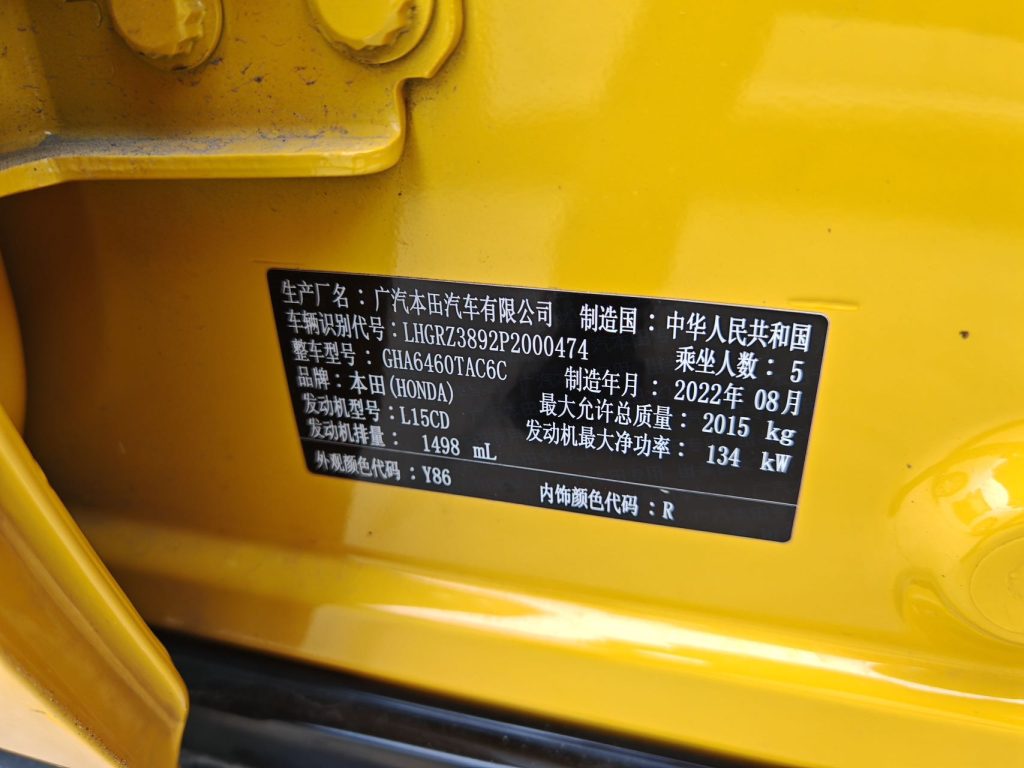 生产厂名：广汽本田汽车有限公司 制造国：中华人民共和国
车辆识别代号：LHGRZ3892P2000474 乘坐人数：5
整车型号：GHA6460TAC6C 制造年月：2022年 08月
品牌：本田(HONDA) 最大允许总质量：2015 kg
发动机型号：L15CD 发动机最大净功率：134 kW
发动机排量：1498 mL
外观颜色代码：Y86 内饰颜色代码：R